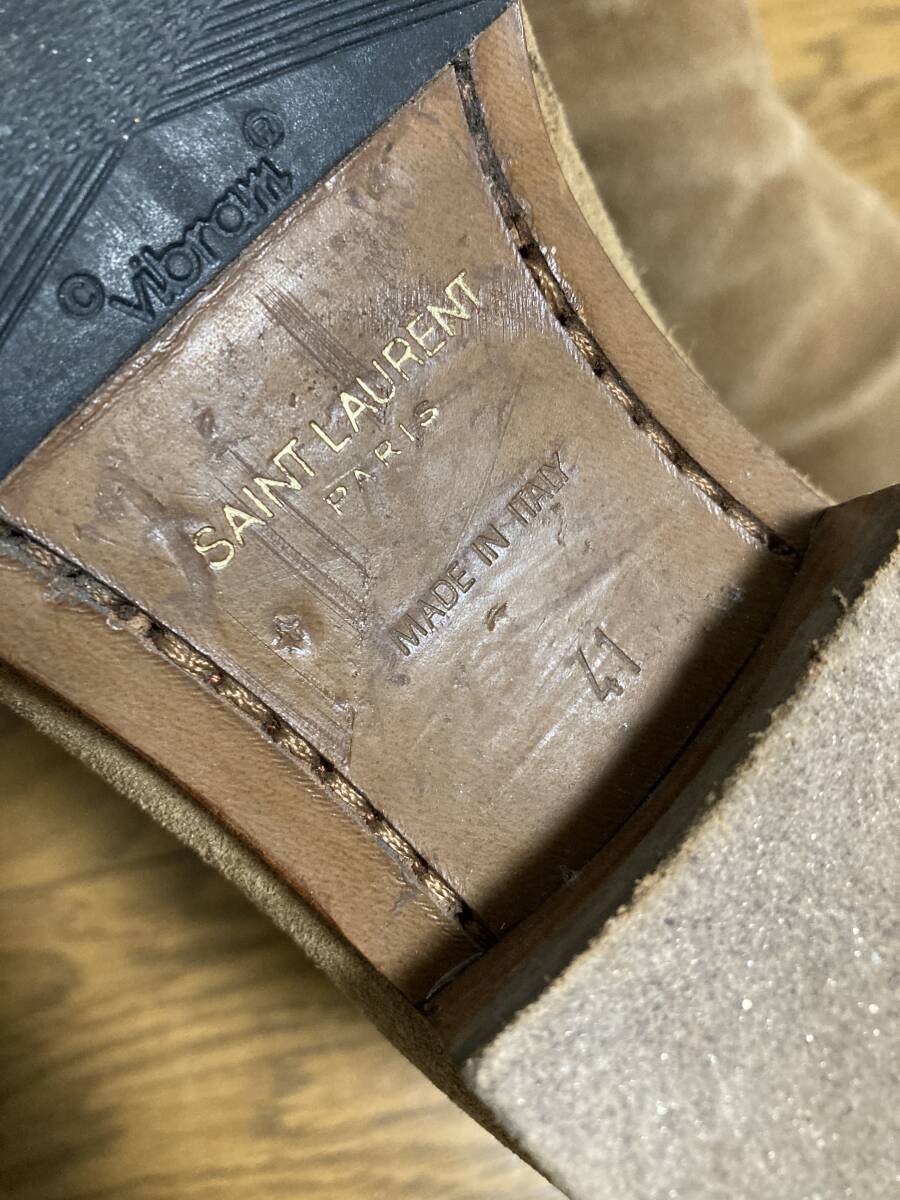 © vibram ®
SAINT LAURENT
PARIS
MADE IN ITALY
41